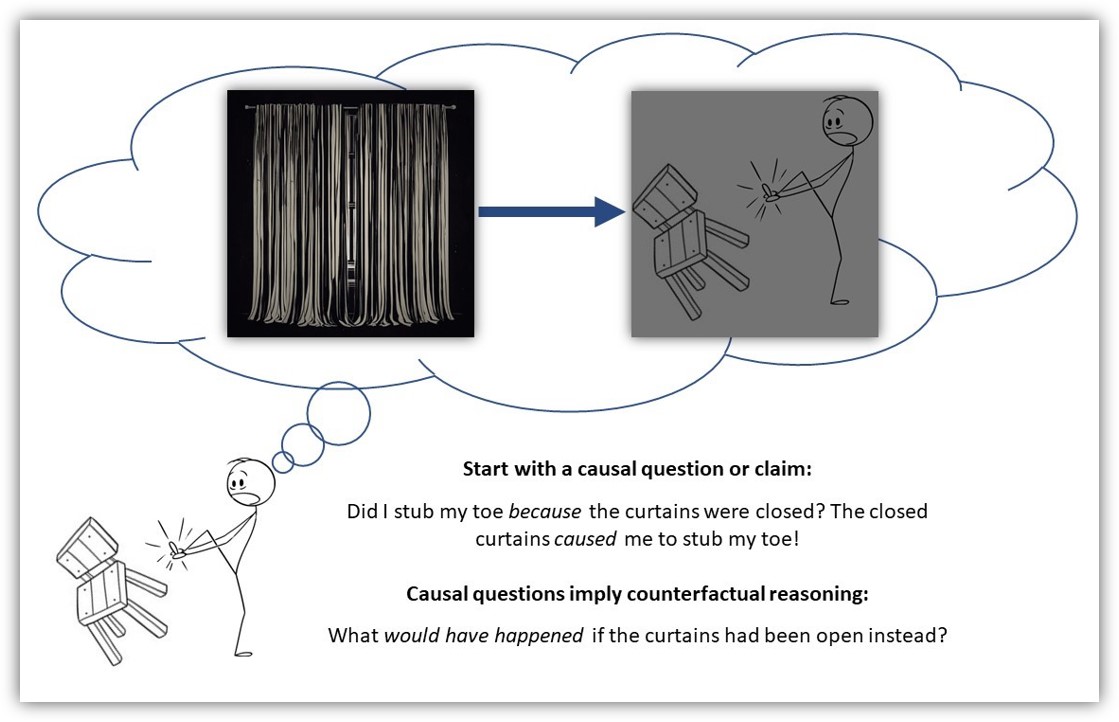 Start with a causal question or claim:
Did I stub my toe because the curtains were closed? The closed
curtains caused me to stub my toe!
Causal questions imply counterfactual reasoning:
What would have happened if the curtains had been open instead?